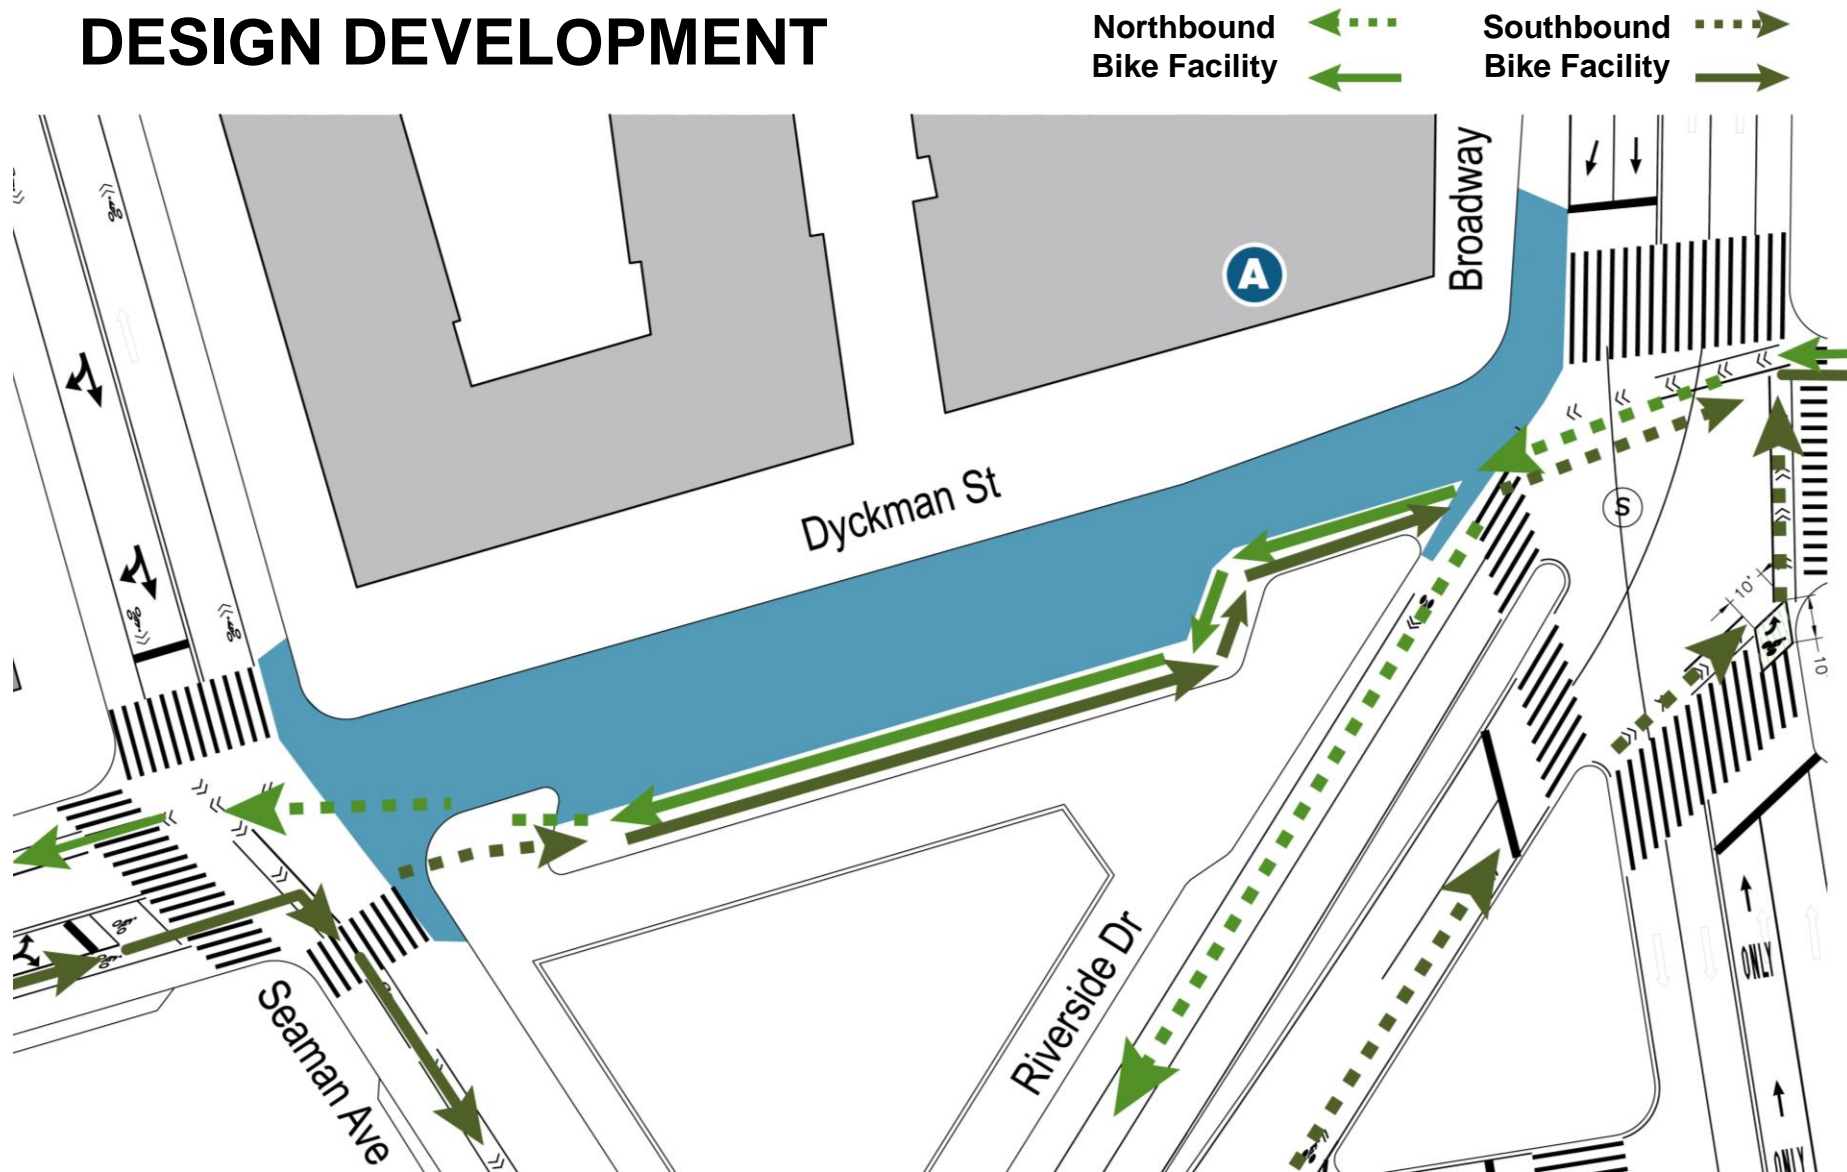 DESIGN DEVELOPMENT
Northbound
Bike Facility
Southbound
Bike Facility
Broadway
A
Dyckman St
S
10'
10'
Riverside Dr
Seaman Ave
ONLY
ONLY